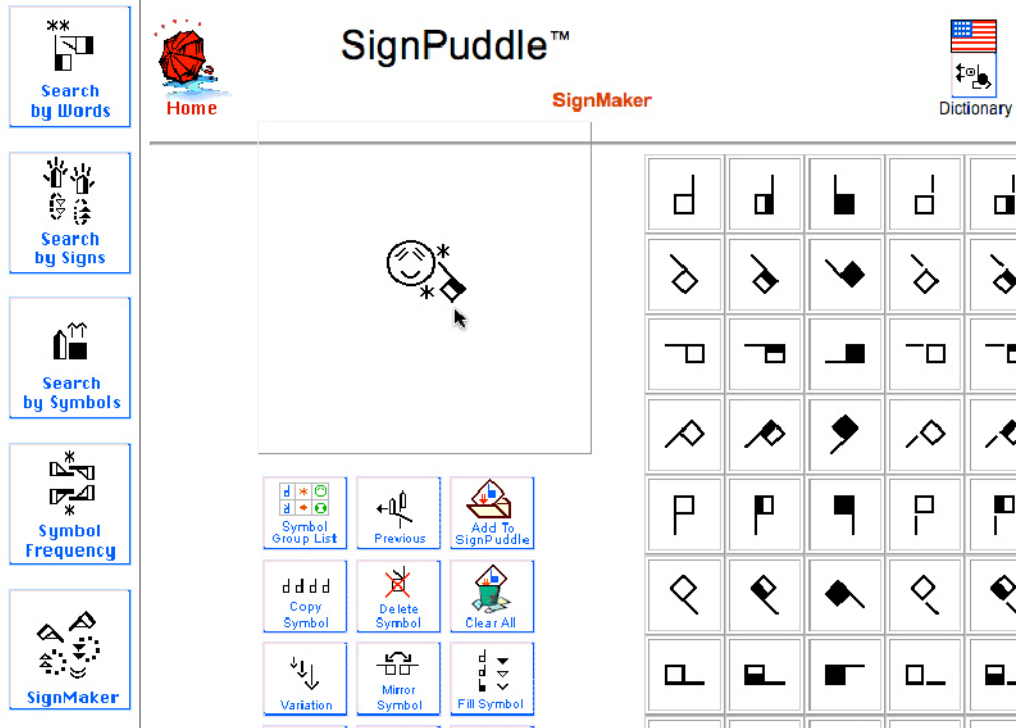 Search
by Words
Search
by Signs
Search
by Symbols
Symbol
Frequency
SignMaker
Home
SignPuddle™
SignMaker
Dictionary
Symbol
Group List
Previous
Add To
SignPuddle
Copy
Symbol
Delete
Symbol
Clear All
Variation
Mirror
Symbol
Fill Symbol